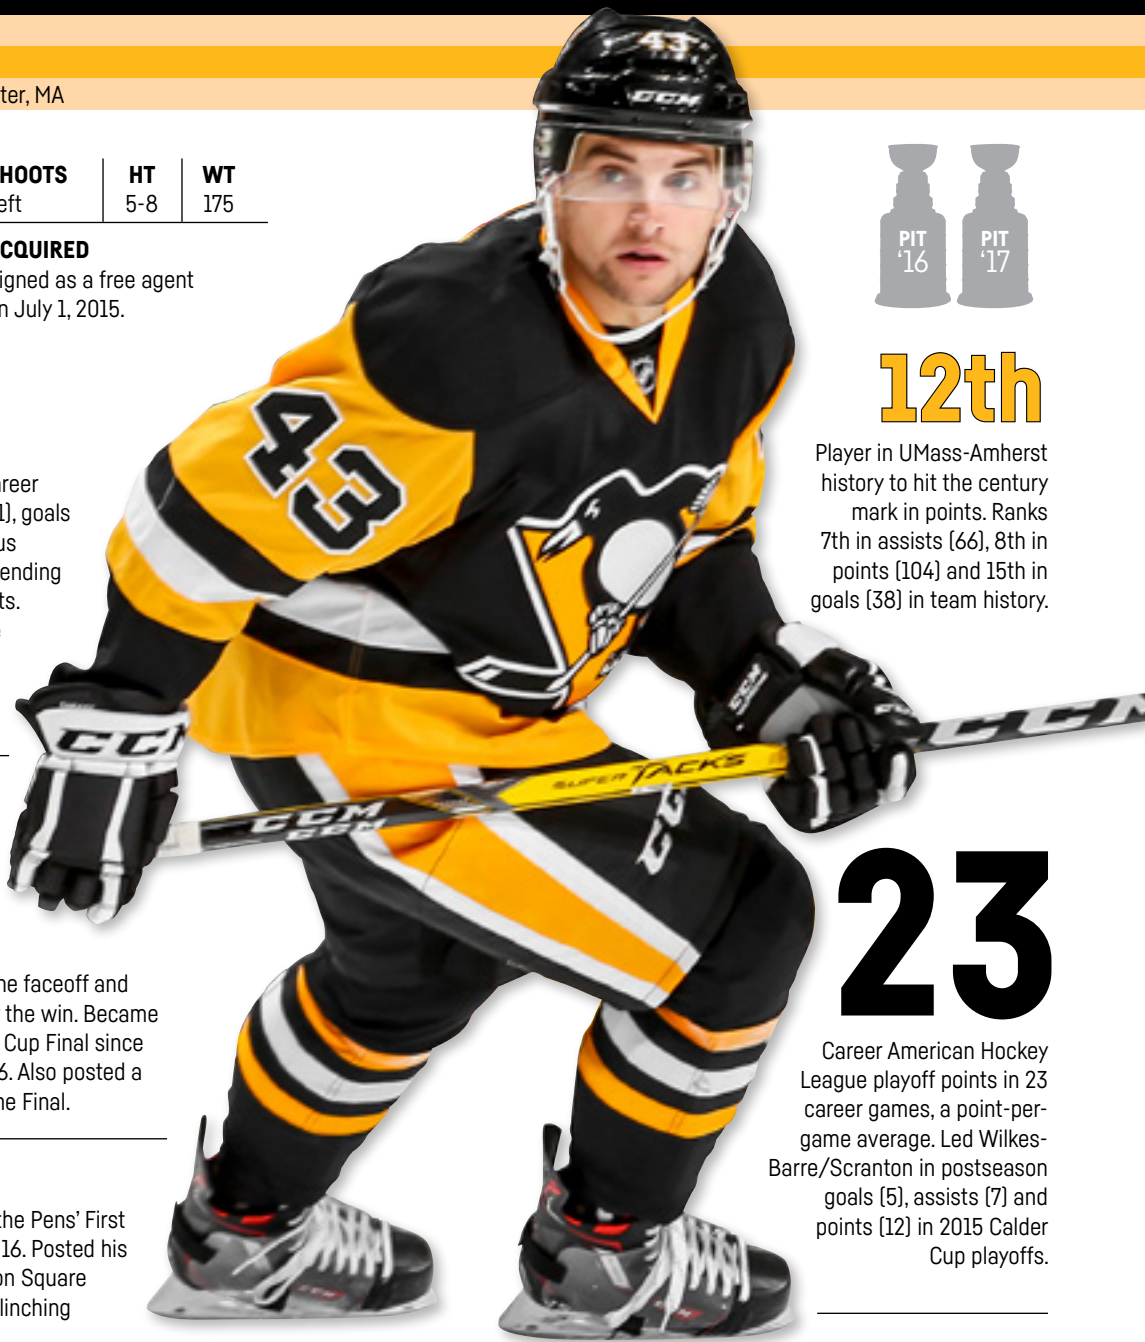 ter, MA
HOOTS HT WT
eft 5-8 175
CQUIRED
igned as a free agent
n July 1, 2015.
areer
1), goals
us
ending
ts.
the faceoff and
the win. Became
Cup Final since
6. Also posted a
he Final.
the Pens' First
16. Posted his
on Square
linching
43
CCM
43
CCM
CCM
CCM
CCM
SUPER TACKS
CCM
CC
PIT PIT
'16 '17
12th
Player in UMass-Amherst
history to hit the century
mark in points. Ranks
7th in assists (66), 8th in
points (104) and 15th in
goals (38) in team history.
23
Career American Hockey
League playoff points in 23
career games, a point-per-
game average. Led Wilkes-
Barre/Scranton in postseason
goals (5), assists (7) and
points (12) in 2015 Calder
Cup playoffs.